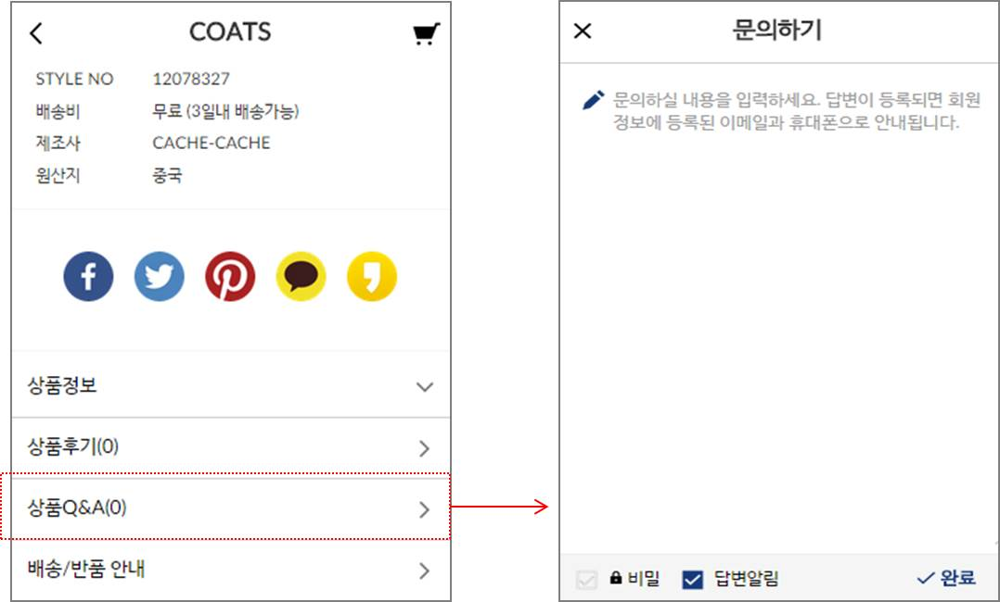 COATS
STYLE NO 12078327
배송비 무료 (3일내 배송가능)
제조사 CACHE-CACHE
원산지 중국
상품정보
상품후기(0)
상품Q&A(0)
배송/반품 안내
문의하기
문의하실 내용을 입력하세요. 답변이 등록되면 회원
정보에 등록된 이메일과 휴대폰으로 안내됩니다.
비밀 답변알림 완료